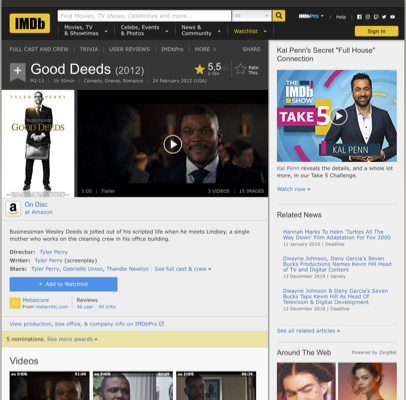 IMDb
Find Movies, TV shows, Celebrities and more...
All
IMDbPro
Help
Movies, TV
& Showtimes
Celebs, Events
& Photos
News &
Community
Watchlist
Sign in
FULL CAST AND CREW | TRIVIA | USER REVIEWS | IMDbPro | MORE
SHARE
Good Deeds (2012)
PG-13 | 1h 50min | Comedy, Drama, Romance | 24 February 2012 (USA)
5,5
Rate
This
TYLER PERRY
GOOD DEEDS
1:00 | Trailer
3 VIDEOS | 15 IMAGES
On Disc
at Amazon
Businessman Wesley Deeds is jolted out of his scripted life when he meets Lindsey, a single
mother who works on the cleaning crew in his office building.
Director: Tyler Perry
Writer: Tyler Perry (screenplay)
Stars: Tyler Perry, Gabrielle Union, Thandie Newton | See full cast & crew »
+ Add to Watchlist
Metascore
From metacritic.com
Reviews
46 user | 40 critic
View production, box office, & company info on IMDbPro
5 nominations. See more awards »
Videos
Kal Penn's Secret "Full House"
Connection
THE IMDb SHOW
TAKE 5
KAL PENN
Kal Penn reveals the details, and a whole lot
more, in our Take 5 Challenge.
Watch now »
Related News
Hannah Marks To Helm 'Turtles All The
Way Down' Film Adaptation For Fox 2000
11 January 2019 | Deadline
Dwayne Johnson, Dany Garcia's Seven
Bucks Productions Names Kevin Hill Head
Of TV and Digital Content
13 December 2018 | Variety
Dwayne Johnson & Dany Garcia's Seven
Bucks Taps Kevin Hill As Head Of
Television & Digital Content
13 December 2018 | Deadline
See all related articles »
Around The Web
Powered by ZergNet